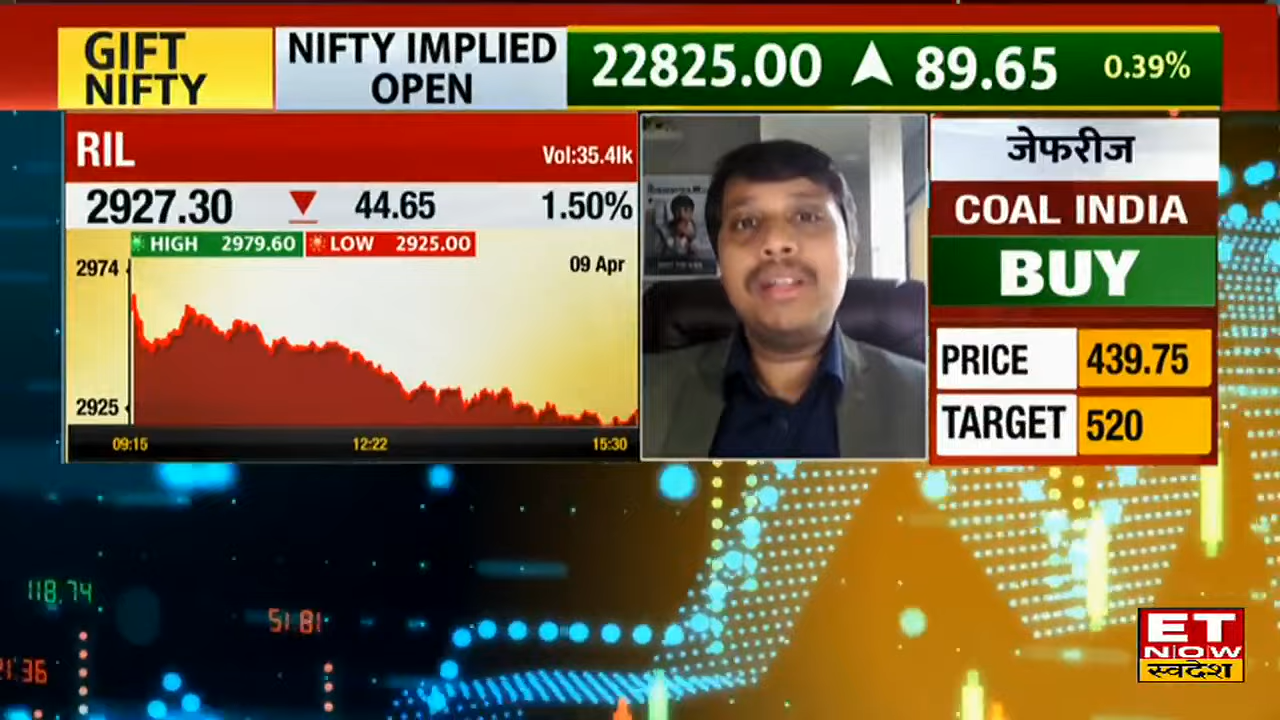 GIFT
NIFTY
NIFTY IMPLIED
OPEN
22825.00 ▲ 89.65 0.39%
RIL
Vol:35.4lk
2927.30 ▼ 44.65 1.50%
HIGH 2979.60 LOW 2925.00
09 Apr
2974
2925
09:15 12:22 15:30
जेफरीज
COAL INDIA
BUY
PRICE 439.75
TARGET 520
118.74
51.81
21.36
ET
NOW
स्वदेश